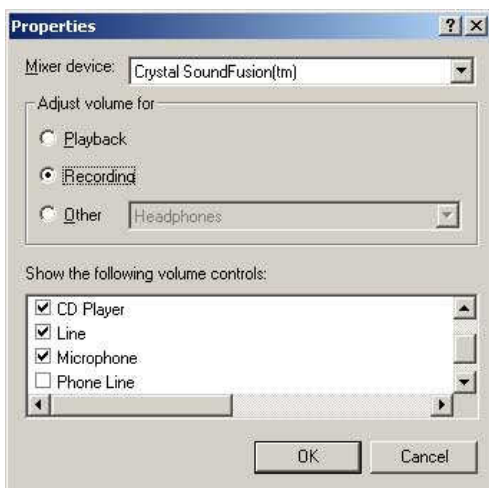 Properties
Mixer device: Crystal SoundFusion(tm)
Adjust volume for
Playback
Recording
Other Headphones
Show the following volume controls:
CD Player
Line
Microphone
Phone Line
OK Cancel